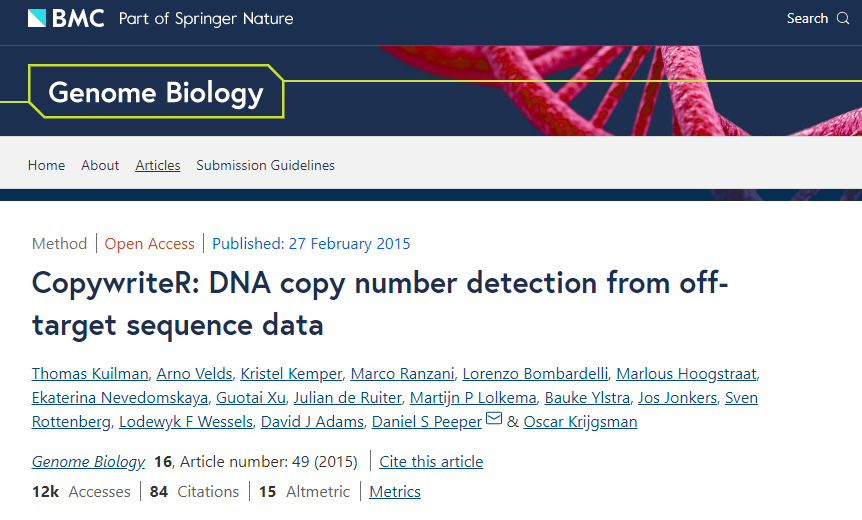 BMC Part of Springer Nature
Search
Genome Biology
Home About Articles Submission Guidelines
Method Open Access Published: 27 February 2015
CopywriteR: DNA copy number detection from off-
target sequence data
Thomas Kuilman, Arno Velds, Kristel Kemper, Marco Ranzani, Lorenzo Bombardelli, Marlous Hoogstraat,
Ekaterina Nevedomskaya, Guotai Xu, Julian de Ruiter, Martijn P Lolkema, Bauke Ylstra, Jos Jonkers, Sven
Rottenberg, Lodewyk F Wessels, David J Adams, Daniel S Peeper & Oscar Krijgsman
Genome Biology 16, Article number: 49 (2015) Cite this article
12k Accesses 84 Citations 15 Altmetric Metrics